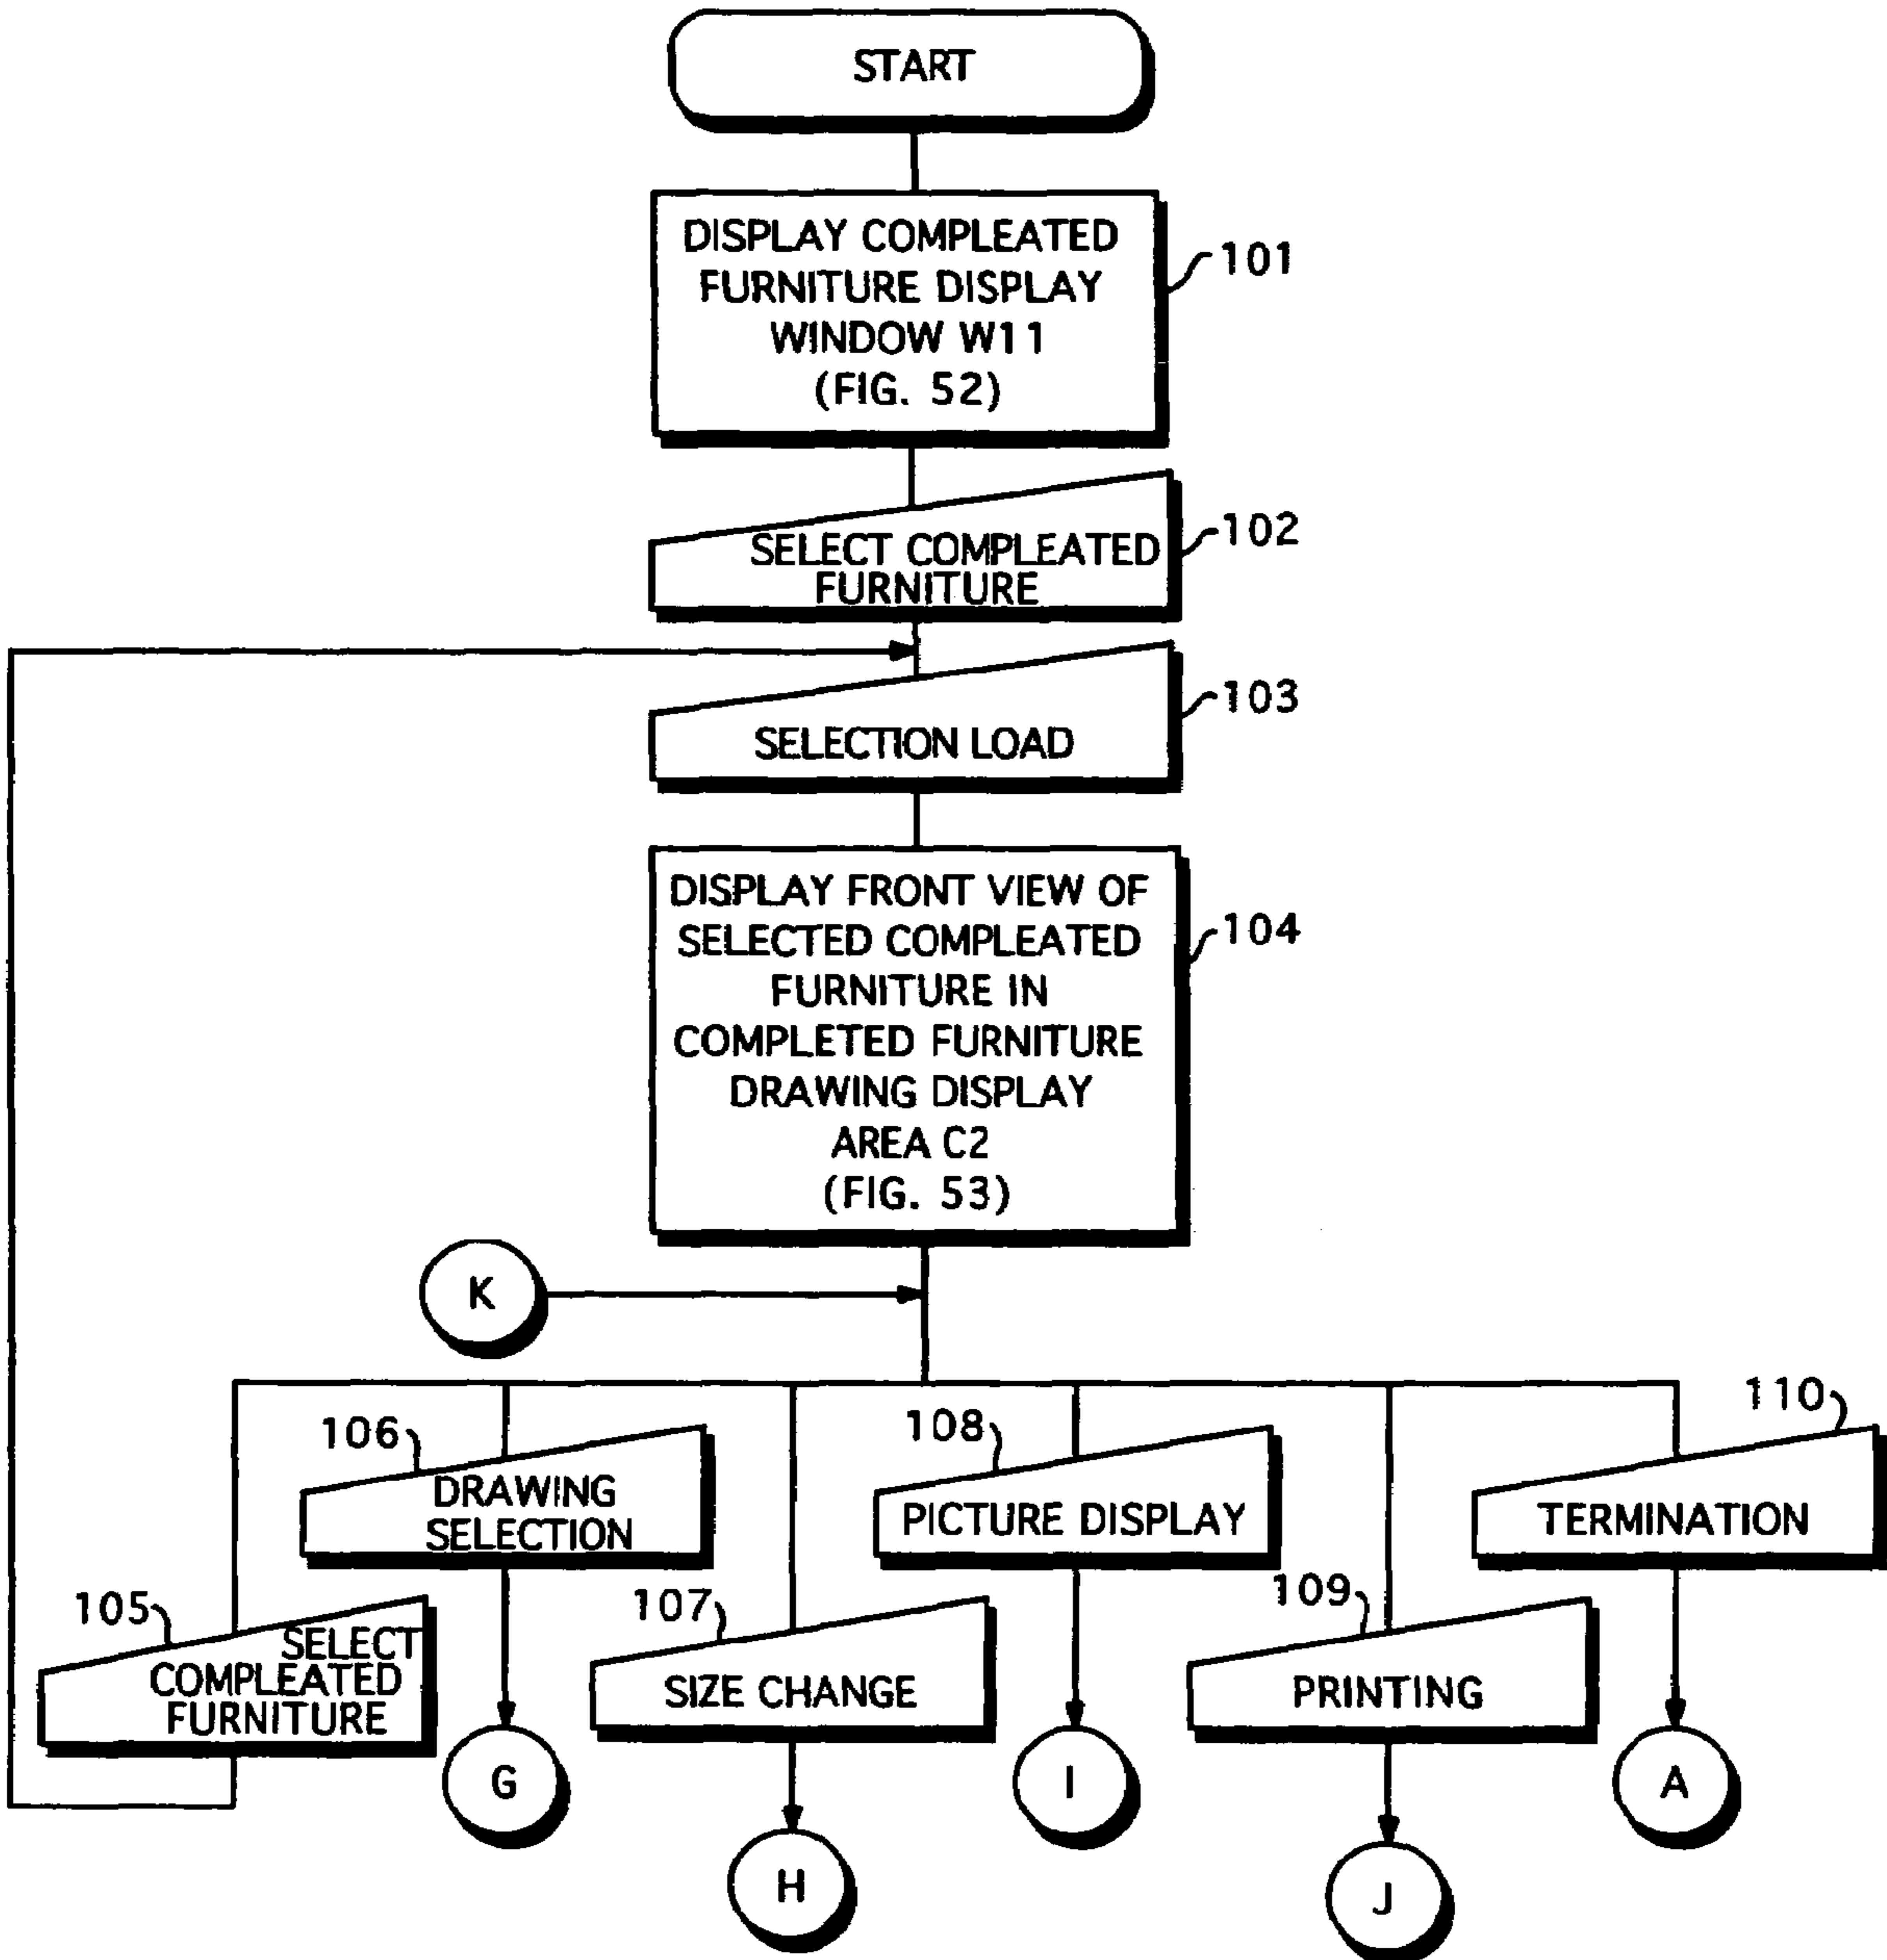 START
DISPLAY COMPLEATED
FURNITURE DISPLAY
WINDOW W11
(FIG. 52)
101
SELECT COMPLEATED
FURNITURE
102
SELECTION LOAD
103
DISPLAY FRONT VIEW OF
SELECTED COMPLEATED
FURNITURE IN
COMPLETED FURNITURE
DRAWING DISPLAY
AREA C2
(FIG. 53)
104
K
105
SELECT
COMPLEATED
FURNITURE
106
DRAWING
SELECTION
G
107
SIZE CHANGE
H
108
PICTURE DISPLAY
I
109
PRINTING
J
110
TERMINATION
A